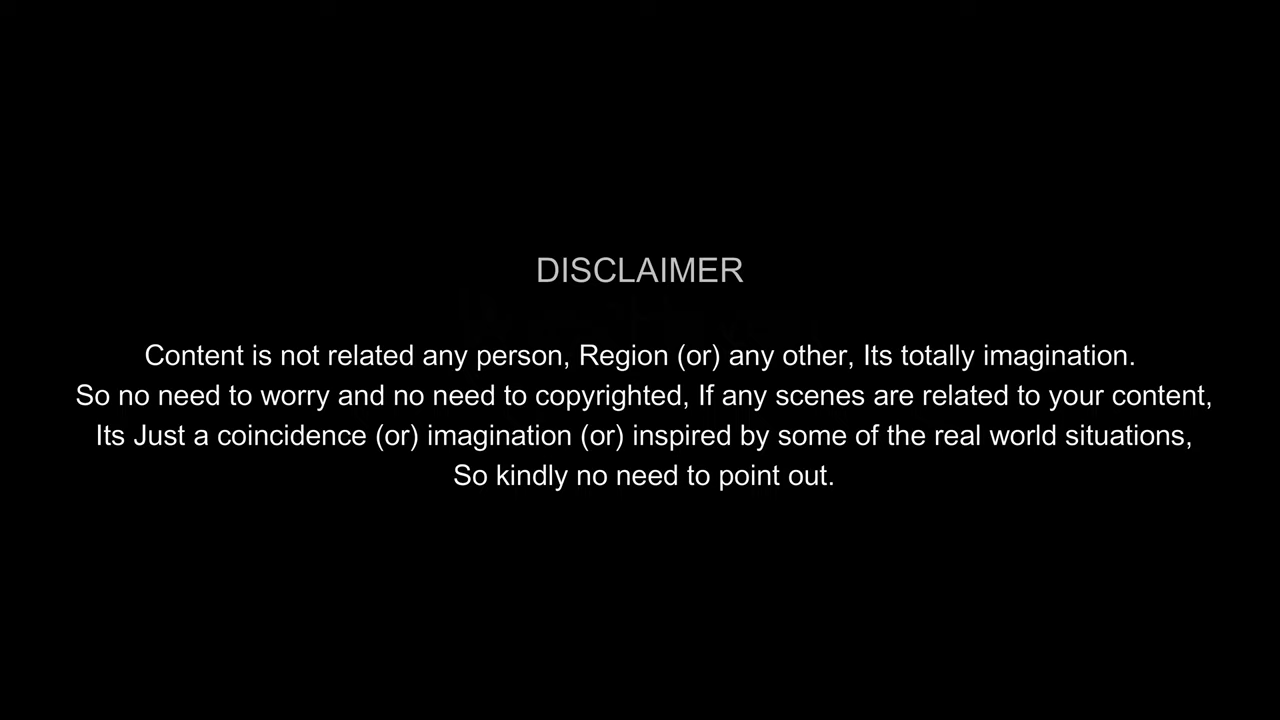 DISCLAIMER
Content is not related any person, Region (or) any other, Its totally imagination.
So no need to worry and no need to copyrighted, If any scenes are related to your content,
Its Just a coincidence (or) imagination (or) inspired by some of the real world situations,
So kindly no need to point out.